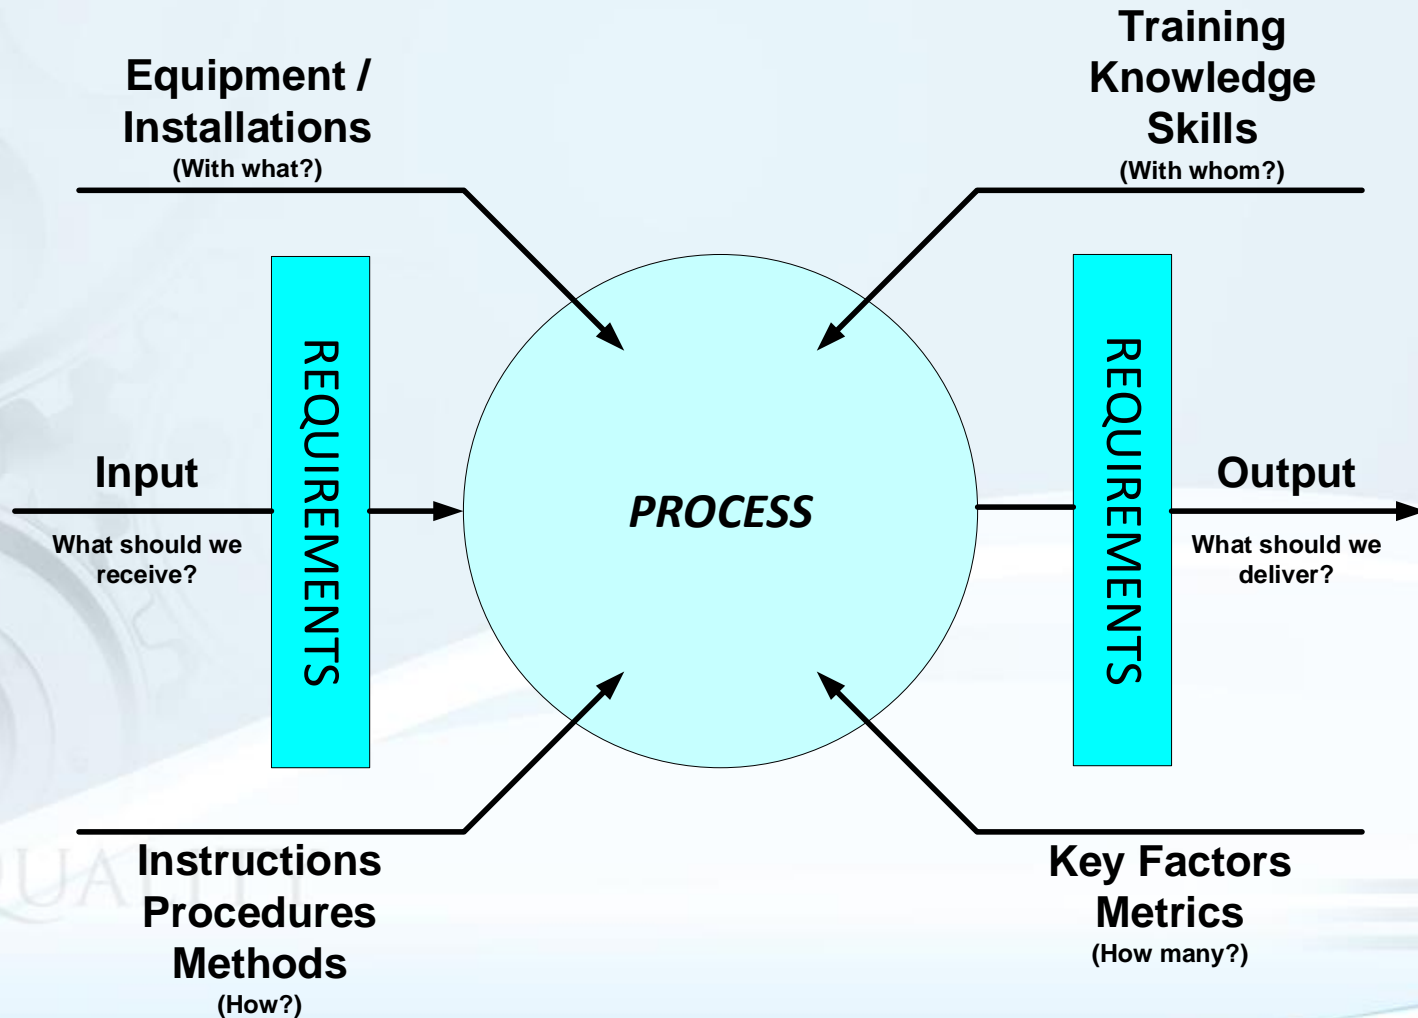 Equipment /
Installations
(With what?)
Training
Knowledge
Skills
(With whom?)
REQUIREMENTS
REQUIREMENTS
Input
What should we
receive?
PROCESS
Output
What should we
deliver?
Instructions
Procedures
Methods
(How?)
Key Factors
Metrics
(How many?)
QUALITY